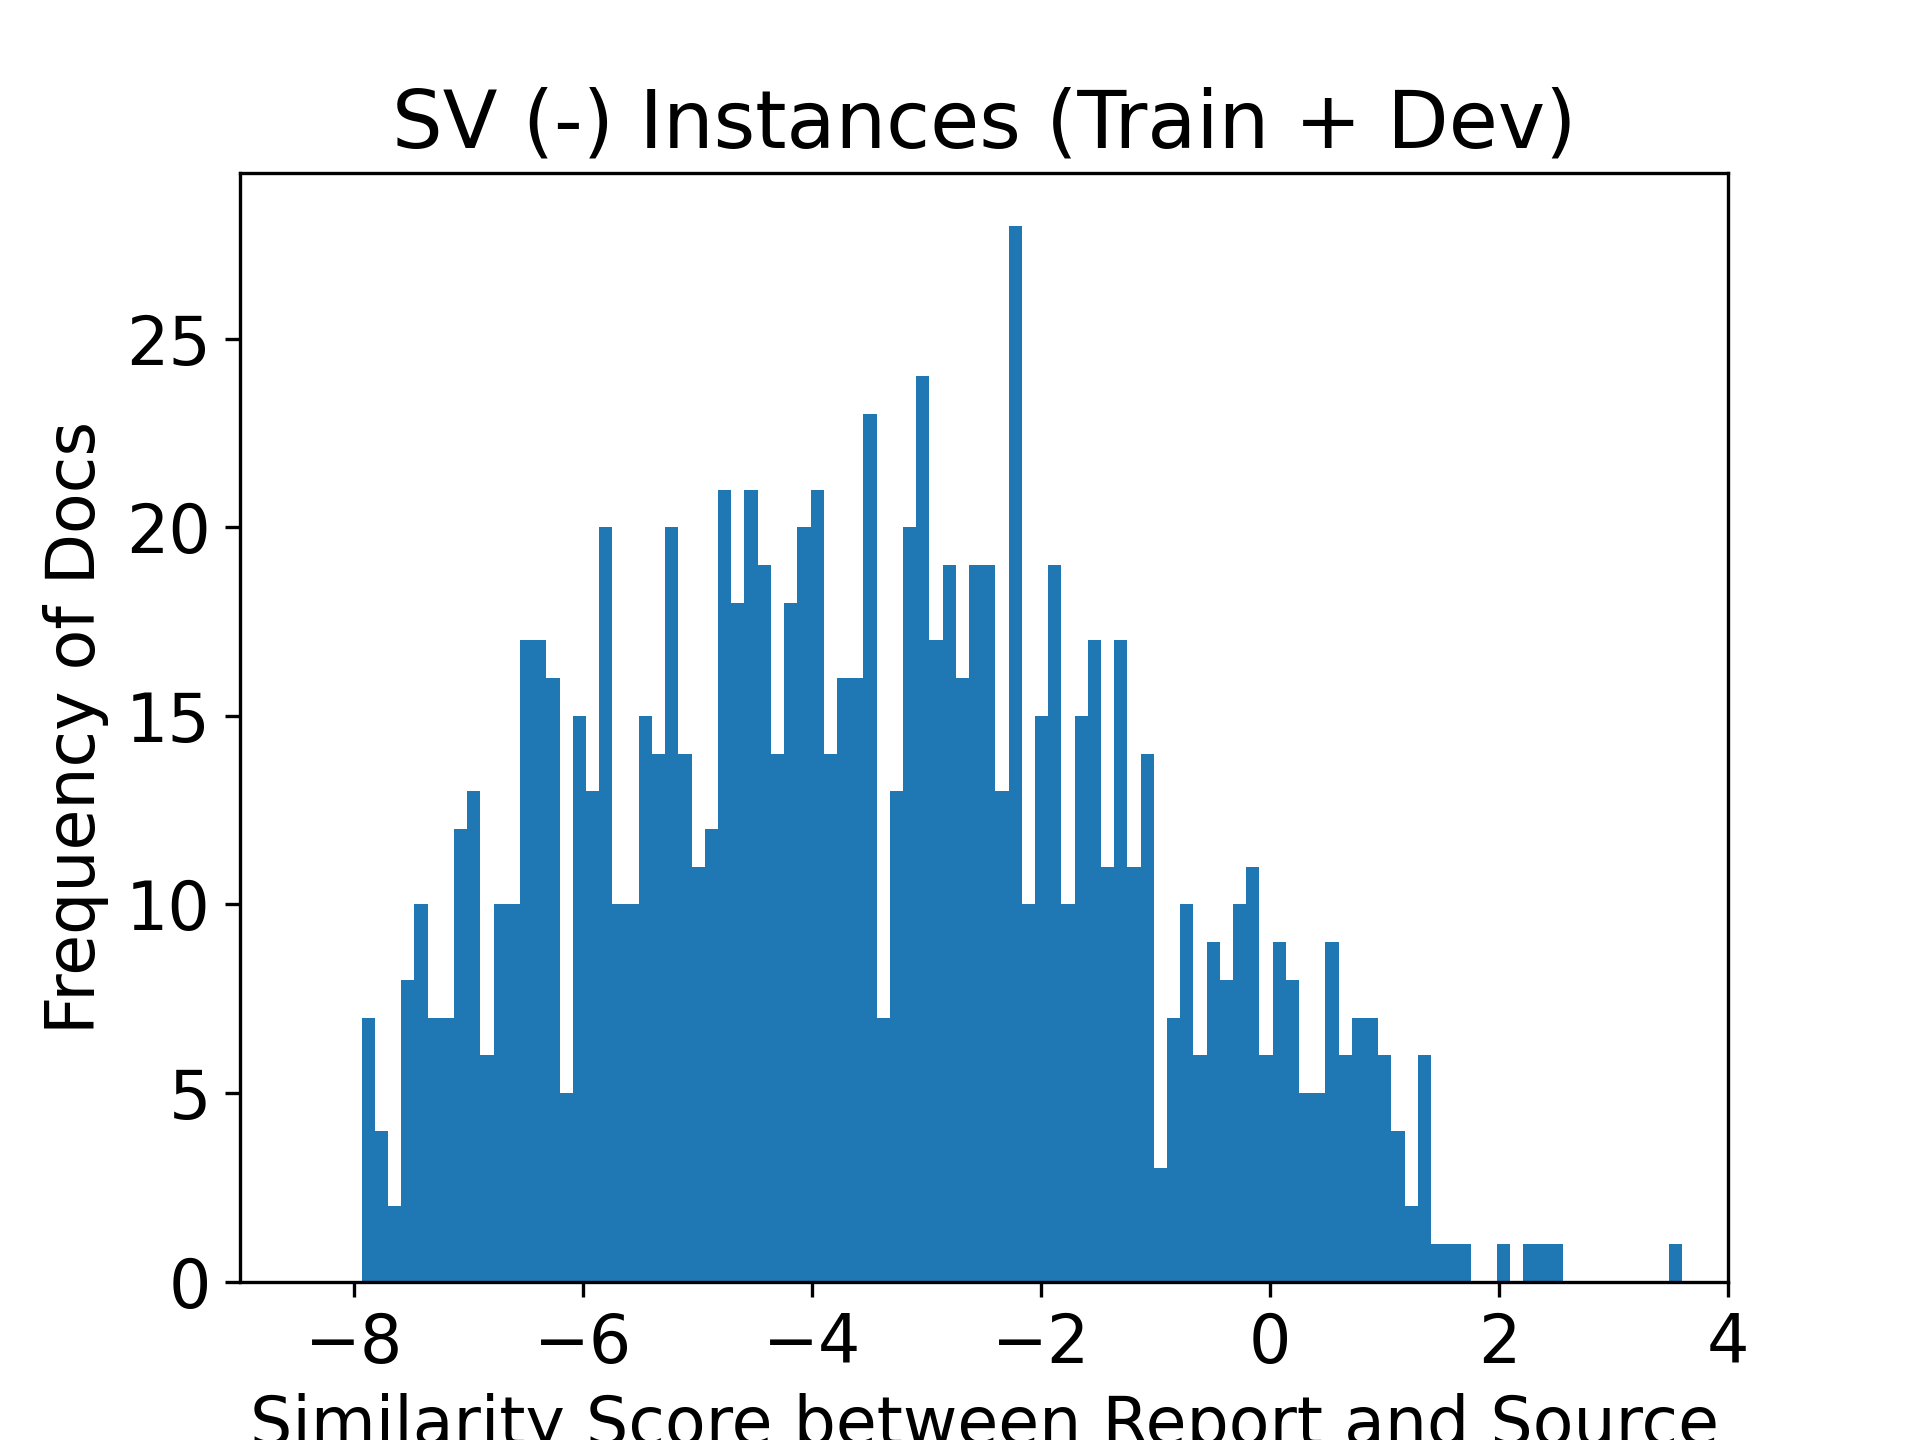 SV (-) Instances (Train + Dev)
Frequency of Docs
25
20
15
10
5
0
−8 −6 −4 −2 0 2 4
Similarity Score between Report and Source